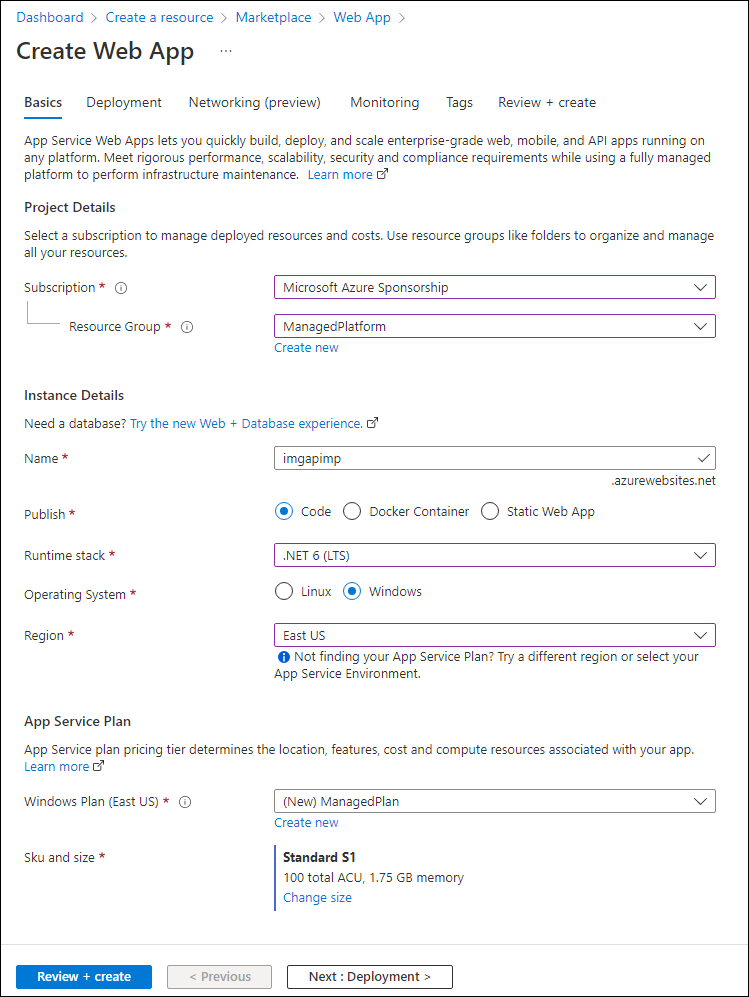 Dashboard > Create a resource > Marketplace > Web App >
Create Web App ...
Basics Deployment Networking (preview) Monitoring Tags Review + create
App Service Web Apps lets you quickly build, deploy, and scale enterprise-grade web, mobile, and API apps running on
any platform. Meet rigorous performance, scalability, security and compliance requirements while using a fully managed
platform to perform infrastructure maintenance. Learn more
Project Details
Select a subscription to manage deployed resources and costs. Use resource groups like folders to organize and manage
all your resources.
Subscription * Microsoft Azure Sponsorship
Resource Group * ManagedPlatform
Create new
Instance Details
Need a database? Try the new Web + Database experience.
Name * imgapimp
.azurewebsites.net
Publish * Code Docker Container Static Web App
Runtime stack * .NET 6 (LTS)
Operating System * Linux Windows
Region * East US
Not finding your App Service Plan? Try a different region or select your
App Service Environment.
App Service Plan
App Service plan pricing tier determines the location, features, cost and compute resources associated with your app.
Learn more
Windows Plan (East US) * (New) ManagedPlan
Create new
Sku and size * Standard S1
100 total ACU, 1.75 GB memory
Change size
Review + create < Previous Next : Deployment >